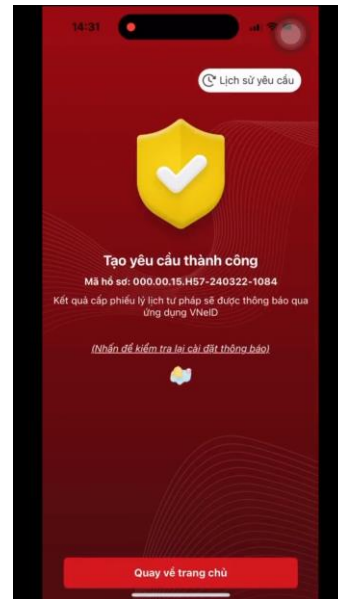 14:31
Lịch sử yêu cầu
Tạo yêu cầu thành công
Mã hồ sơ: 000.00.15.H57-240322-1084
Kết quả cấp phiếu lý lịch tư pháp sẽ được thông báo qua
ứng dụng VNeID
(Nhấn để kiểm tra lại cài đặt thông báo)
Quay về trang chủ